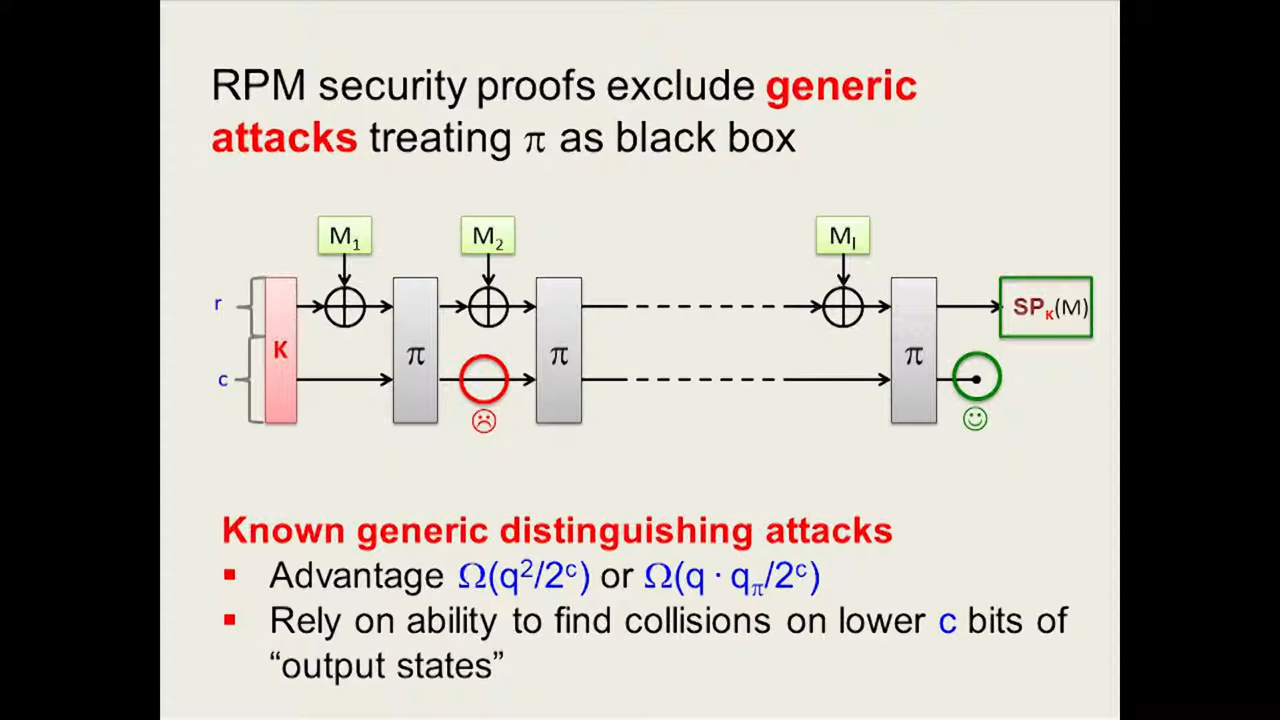 RPM security proofs exclude generic
attacks treating π as black box
M₁ M₂ Mₗ
r
K
c
π π π
SPₖ(M)
☹ ☺
Known generic distinguishing attacks
▪ Advantage Ω(q²/2ᶜ) or Ω(q · q_π/2ᶜ)
▪ Rely on ability to find collisions on lower c bits of
“output states”